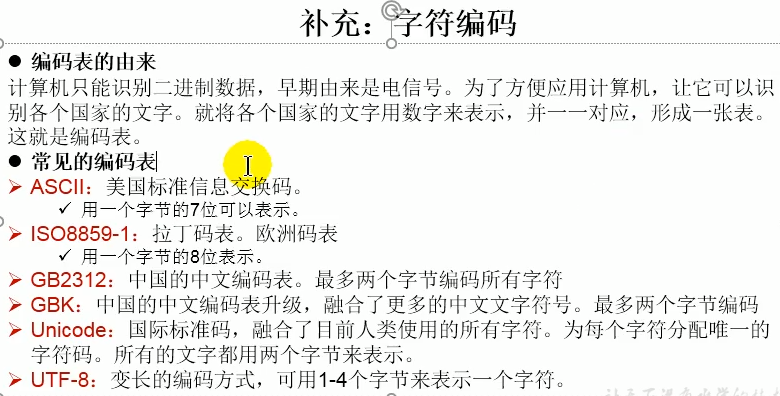 补充：字符编码
● 编码表的由来
计算机只能识别二进制数据，早期由来是电信号。为了方便应用计算机，让它可以识
别各个国家的文字。就将各个国家的文字用数字来表示，并一一对应，形成一张表。
这就是编码表。
● 常见的编码表
➢ ASCII：美国标准信息交换码。
✓ 用一个字节的7位可以表示。
➢ ISO8859-1：拉丁码表。欧洲码表
✓ 用一个字节的8位表示。
➢ GB2312：中国的中文编码表。最多两个字节编码所有字符
➢ GBK：中国的中文编码表升级，融合了更多的中文文字符号。最多两个字节编码
➢ Unicode：国际标准码，融合了目前人类使用的所有字符。为每个字符分配唯一的
字符码。所有的文字都用两个字节来表示。
➢ UTF-8：变长的编码方式，可用1-4个字节来表示一个字符。